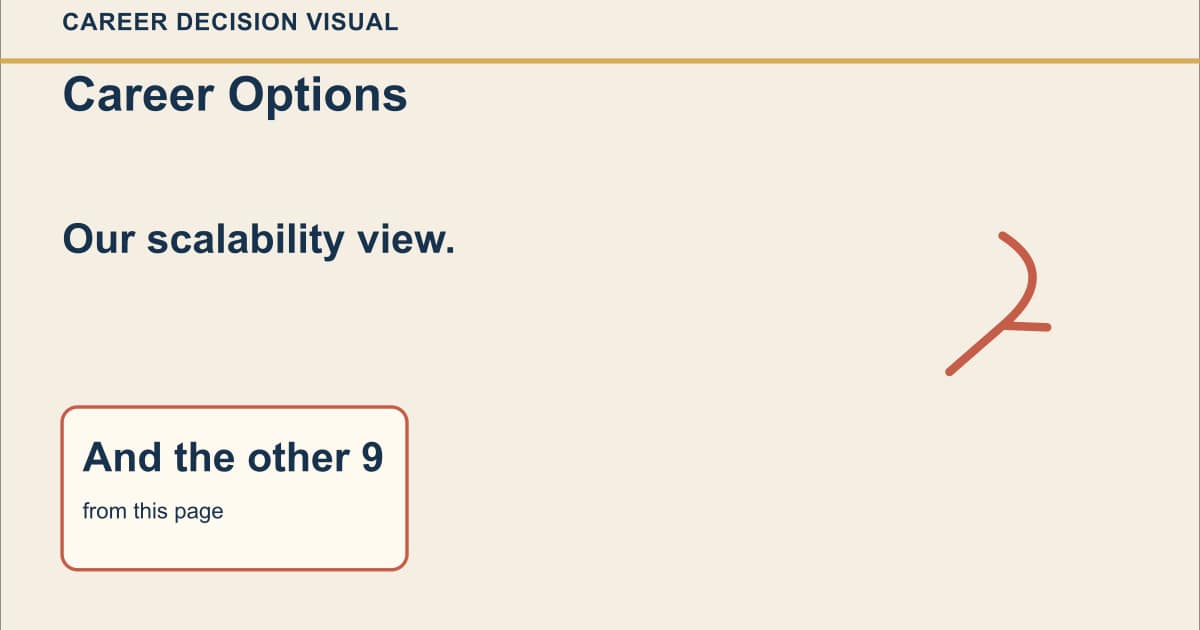 CAREER DECISION VISUAL
Career Options
Our scalability view.
And the other 9
from this page